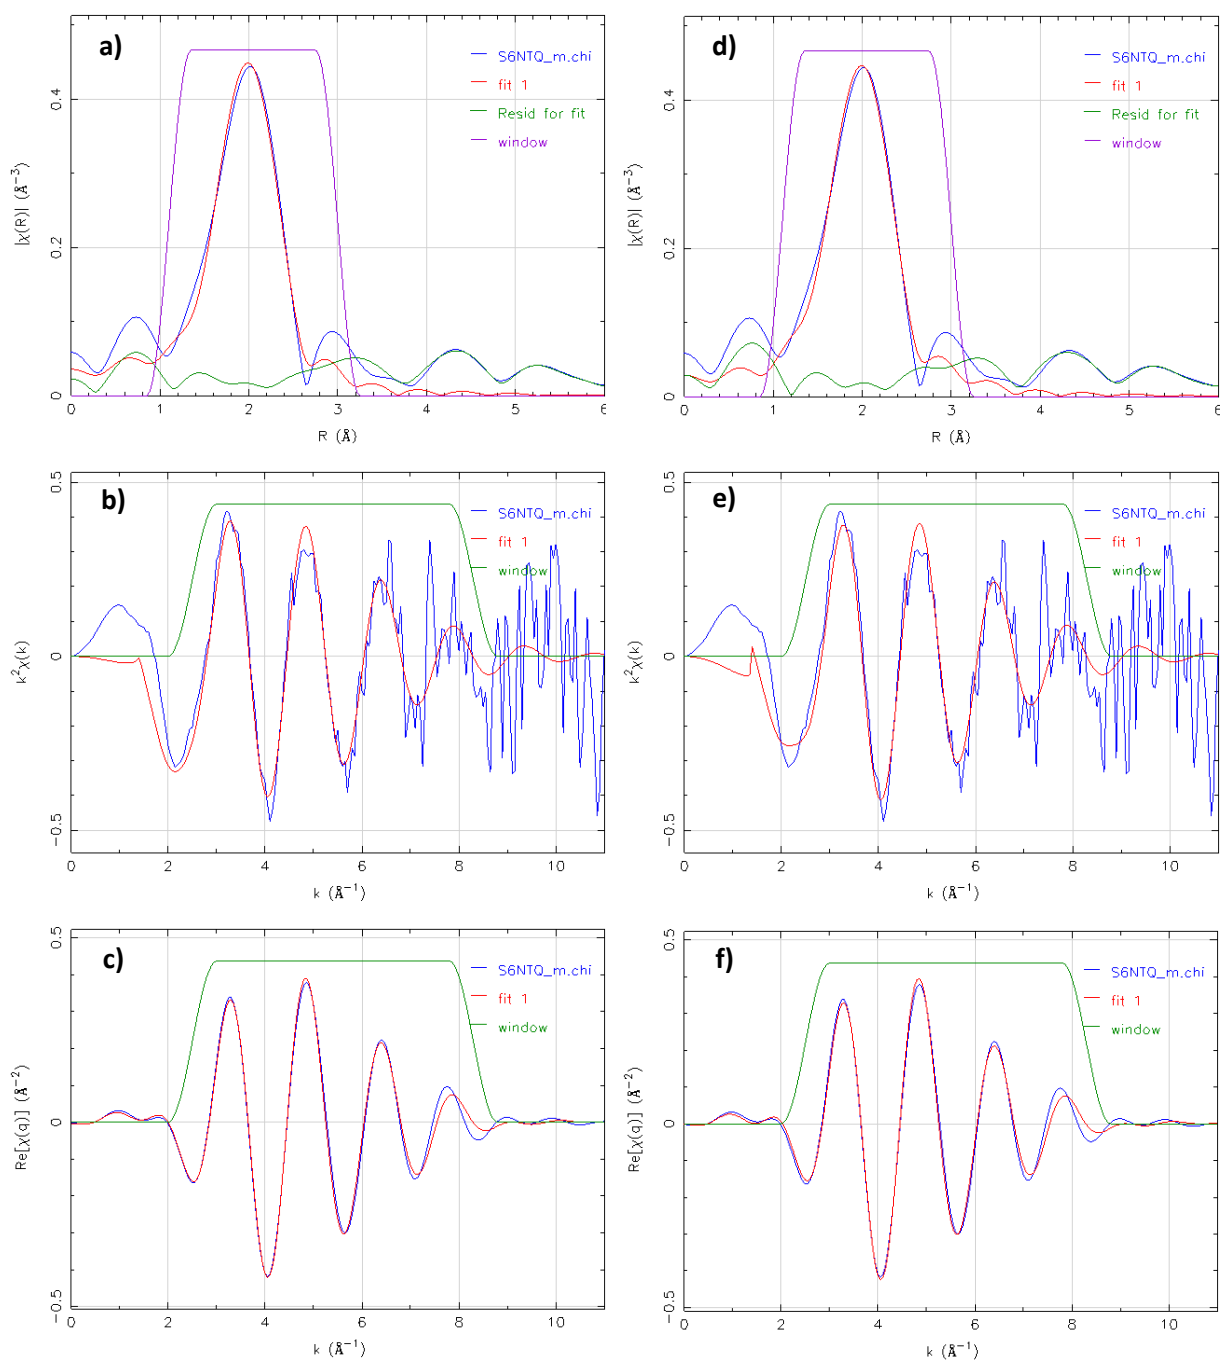 a)
S6NTQ_m.chi
fit 1
Resid for fit
window
|χ(R)| (Å⁻³)
0.4
0.2
0
0 1 2 3 4 5 6
R (Å)
d)
S6NTQ_m.chi
fit 1
Resid for fit
window
|χ(R)| (Å⁻³)
0.4
0.2
0
0 1 2 3 4 5 6
R (Å)
b)
S6NTQ_m.chi
fit 1
window
k²χ(k)
0.5
0
−0.5
0 2 4 6 8 10
k (Å⁻¹)
e)
S6NTQ_m.chi
fit 1
window
k²χ(k)
0.5
0
−0.5
0 2 4 6 8 10
k (Å⁻¹)
c)
S6NTQ_m.chi
fit 1
window
Re[χ(q)] (Å⁻²)
0.5
0
−0.5
0 2 4 6 8 10
k (Å⁻¹)
f)
S6NTQ_m.chi
fit 1
window
Re[χ(q)] (Å⁻²)
0.5
0
−0.5
0 2 4 6 8 10
k (Å⁻¹)